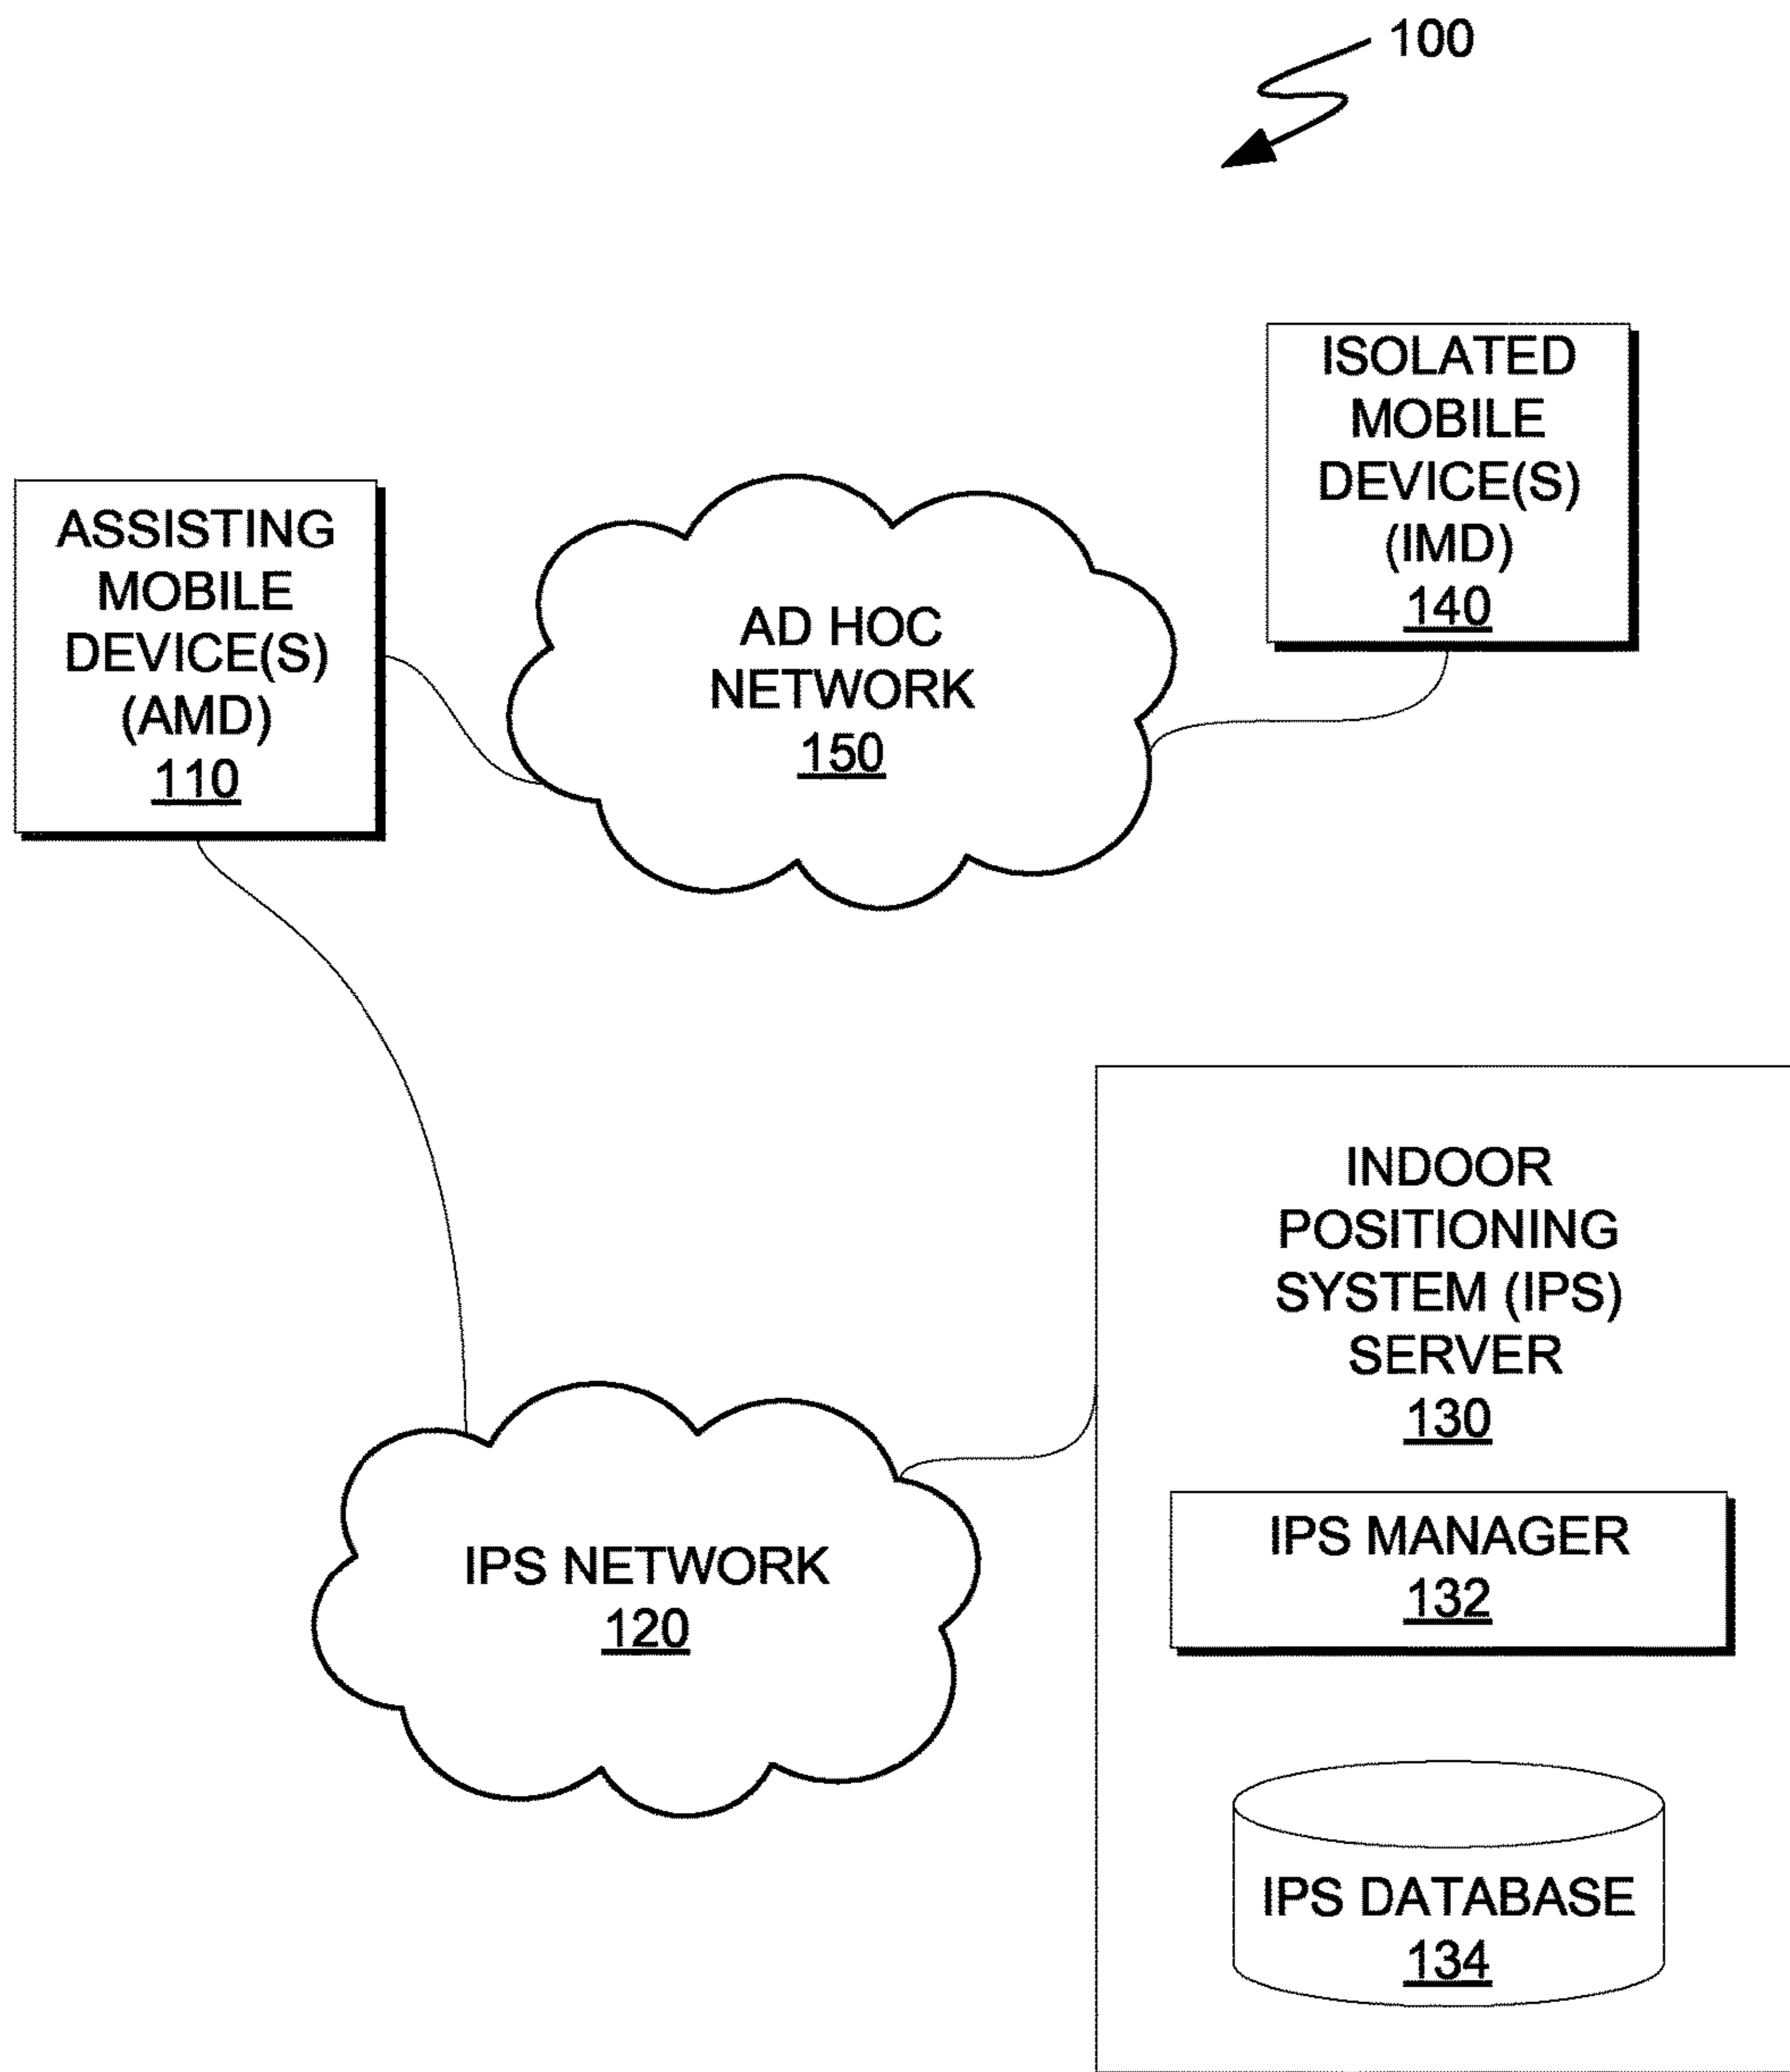 100
ISOLATED
MOBILE
DEVICE(S)
(IMD)
140
ASSISTING
MOBILE
DEVICE(S)
(AMD)
110
AD HOC
NETWORK
150
INDOOR
POSITIONING
SYSTEM (IPS)
SERVER
130
IPS MANAGER
132
IPS NETWORK
120
IPS DATABASE
134